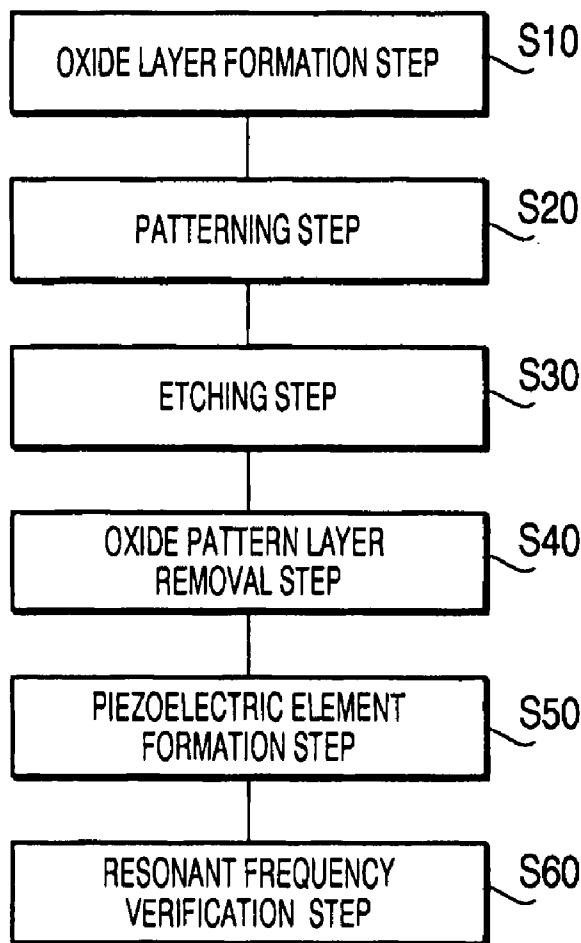 OXIDE LAYER FORMATION STEP
S10
PATTERNING STEP
S20
ETCHING STEP
S30
OXIDE PATTERN LAYER
REMOVAL STEP
S40
PIEZOELECTRIC ELEMENT
FORMATION STEP
S50
RESONANT FREQUENCY
VERIFICATION STEP
S60